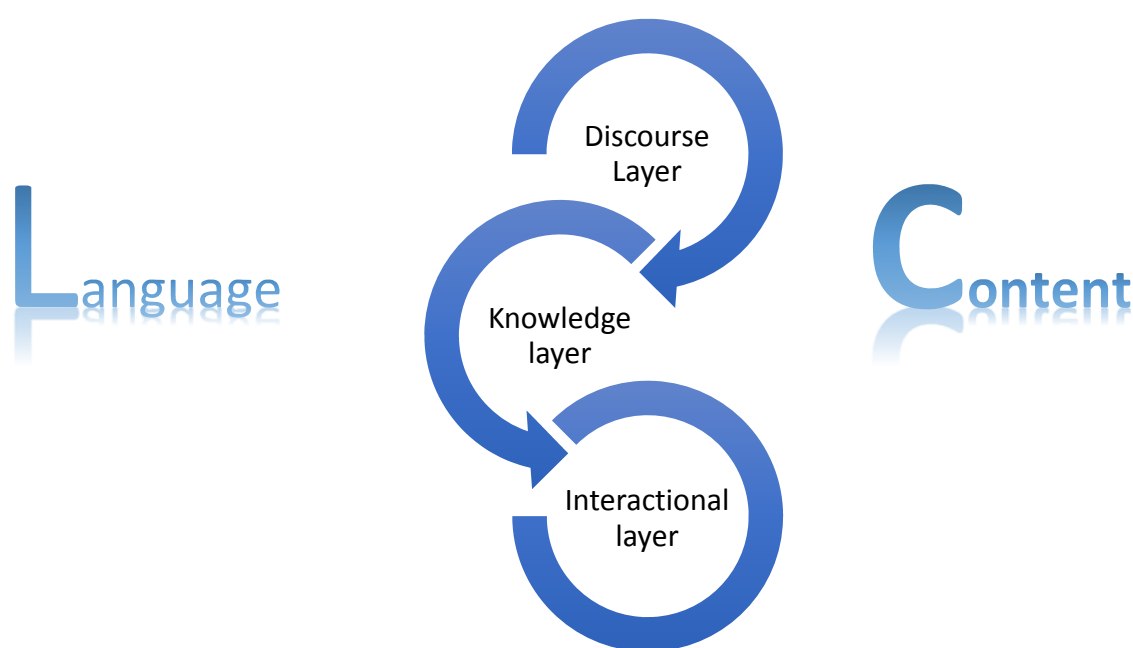 Discourse
Layer
Language
Content
Knowledge
layer
Interactional
layer